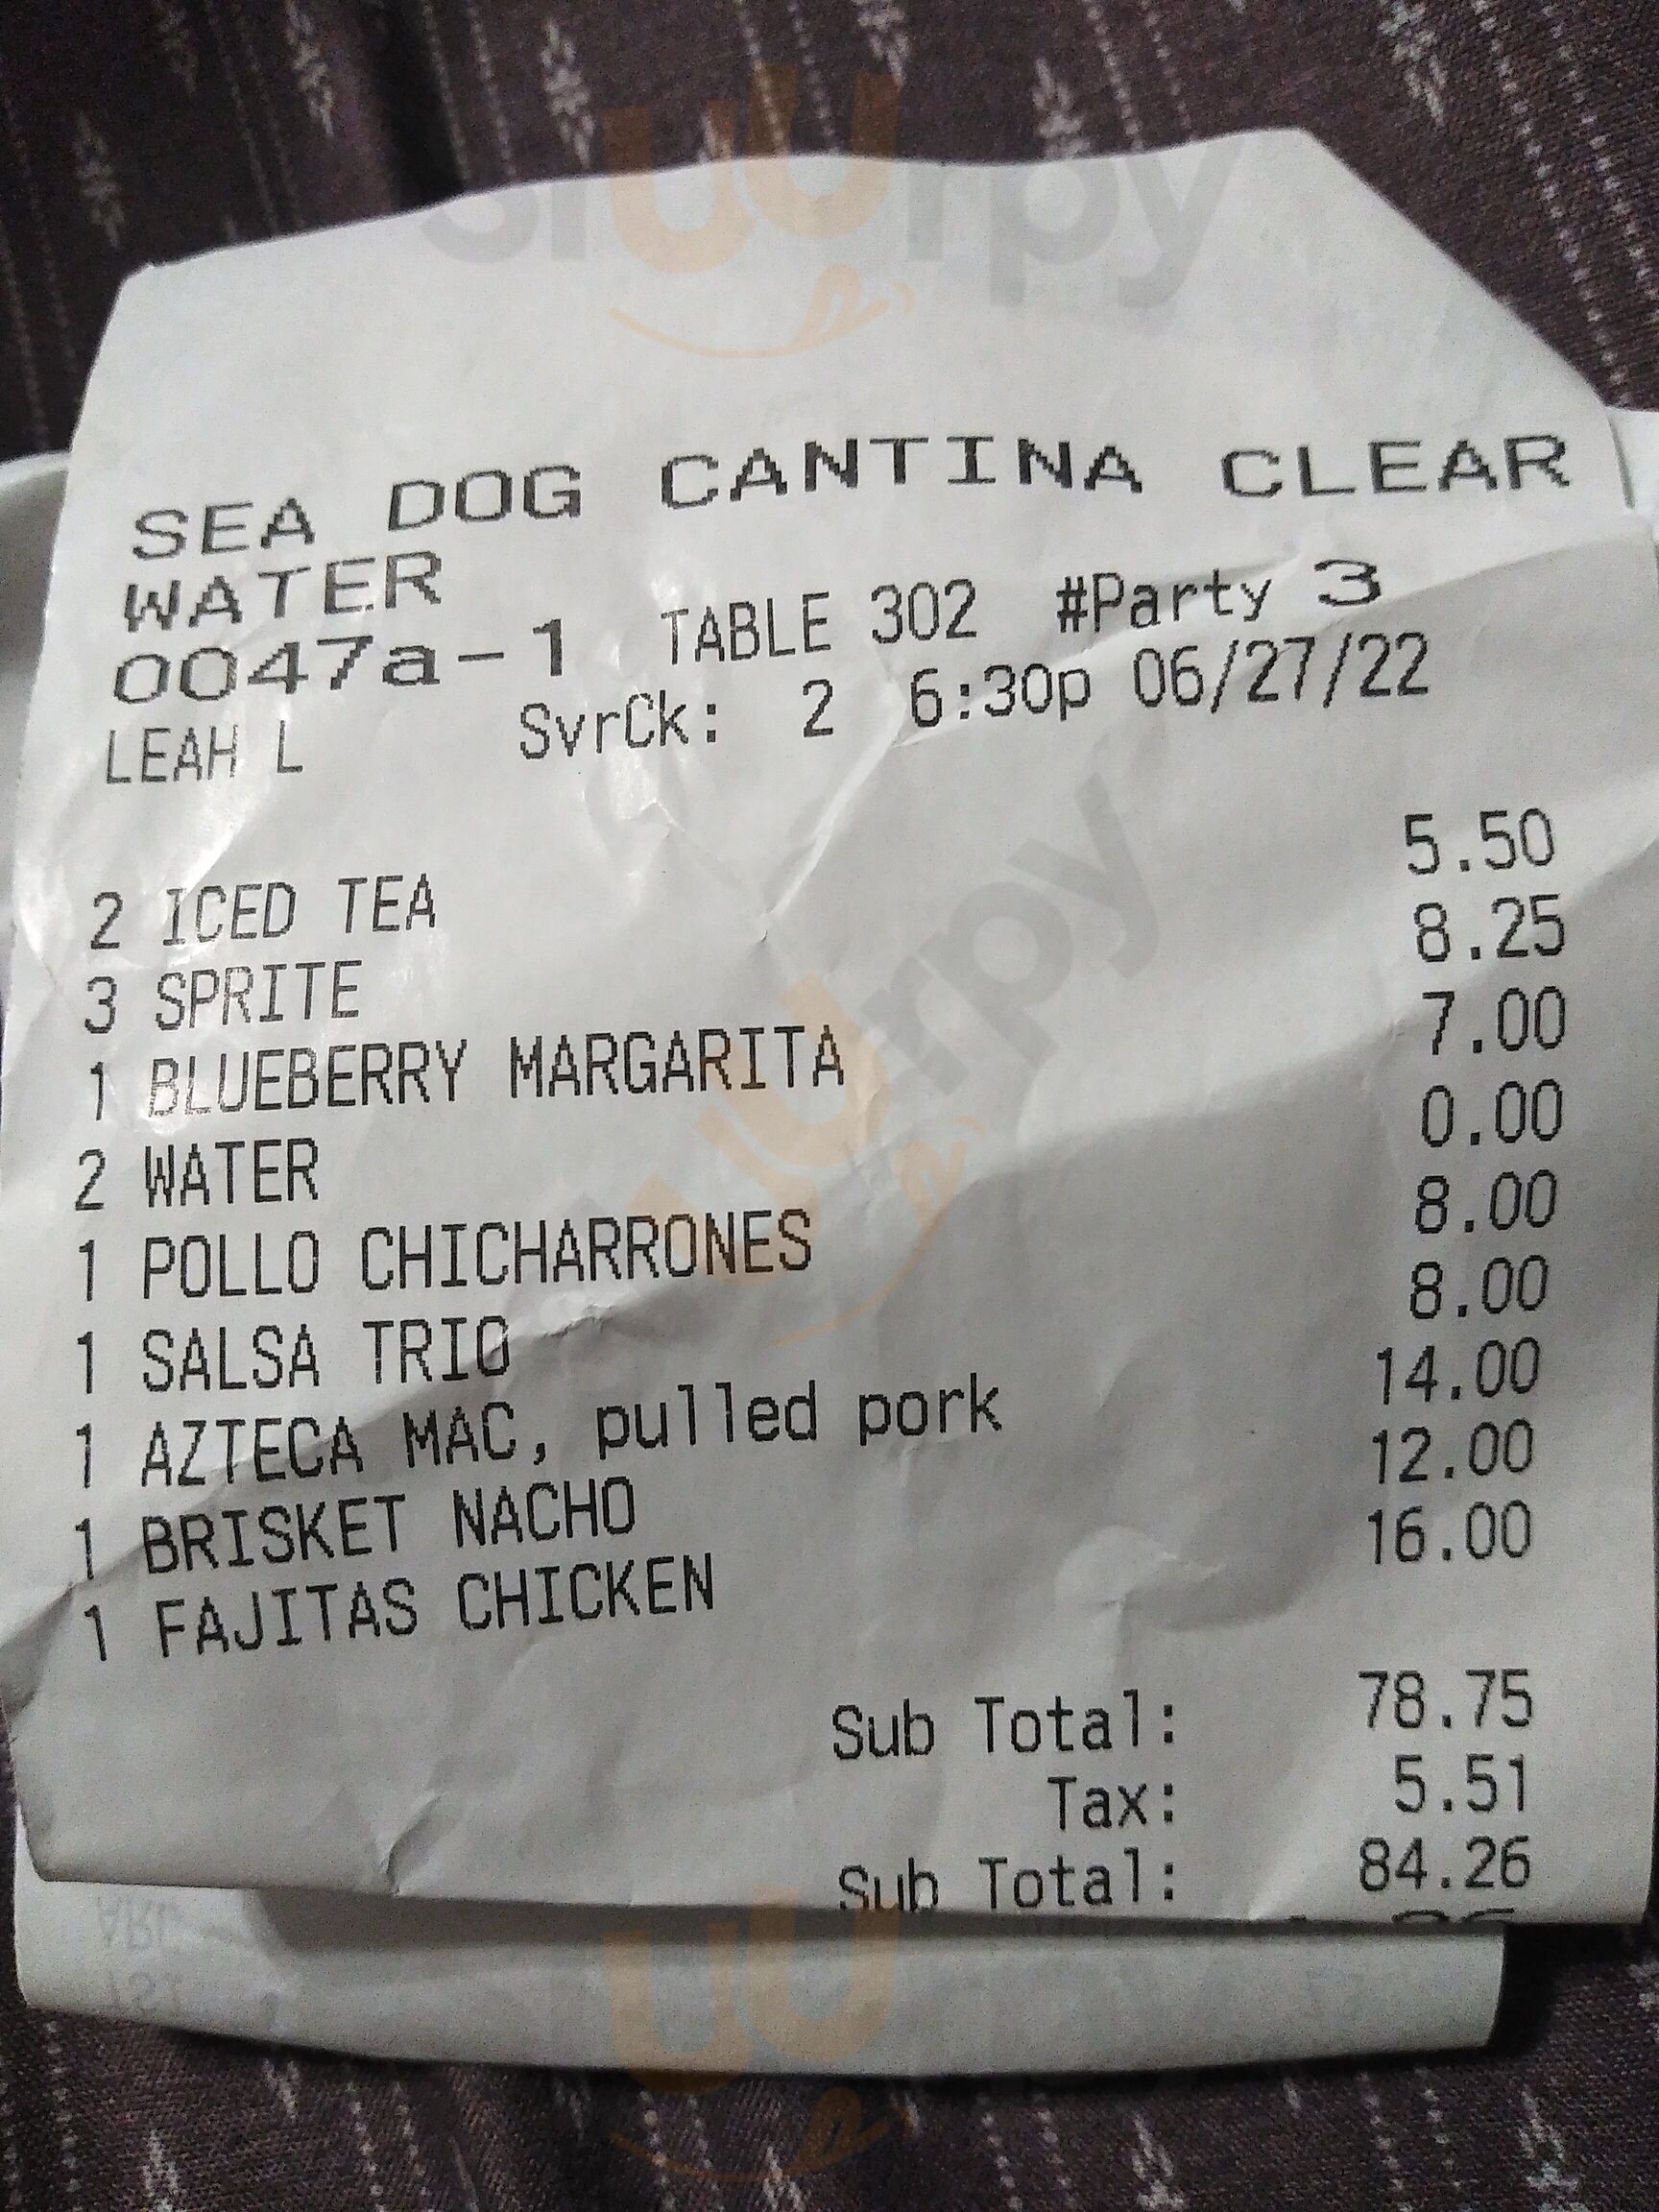 sluurpy
SEA DOG CANTINA CLEAR
WATER
0047a-1 TABLE 302 #Party 3
LEAH L SvrCk: 2 6:30p 06/27/22
2 ICED TEA 5.50
3 SPRITE 8.25
1 BLUEBERRY MARGARITA 7.00
2 WATER 0.00
1 POLLO CHICHARRONES 8.00
1 SALSA TRIO 8.00
1 AZTECA MAC, pulled pork 14.00
1 BRISKET NACHO 12.00
1 FAJITAS CHICKEN 16.00
Sub Total: 78.75
Tax: 5.51
Sub Total: 84.26
sluurpy